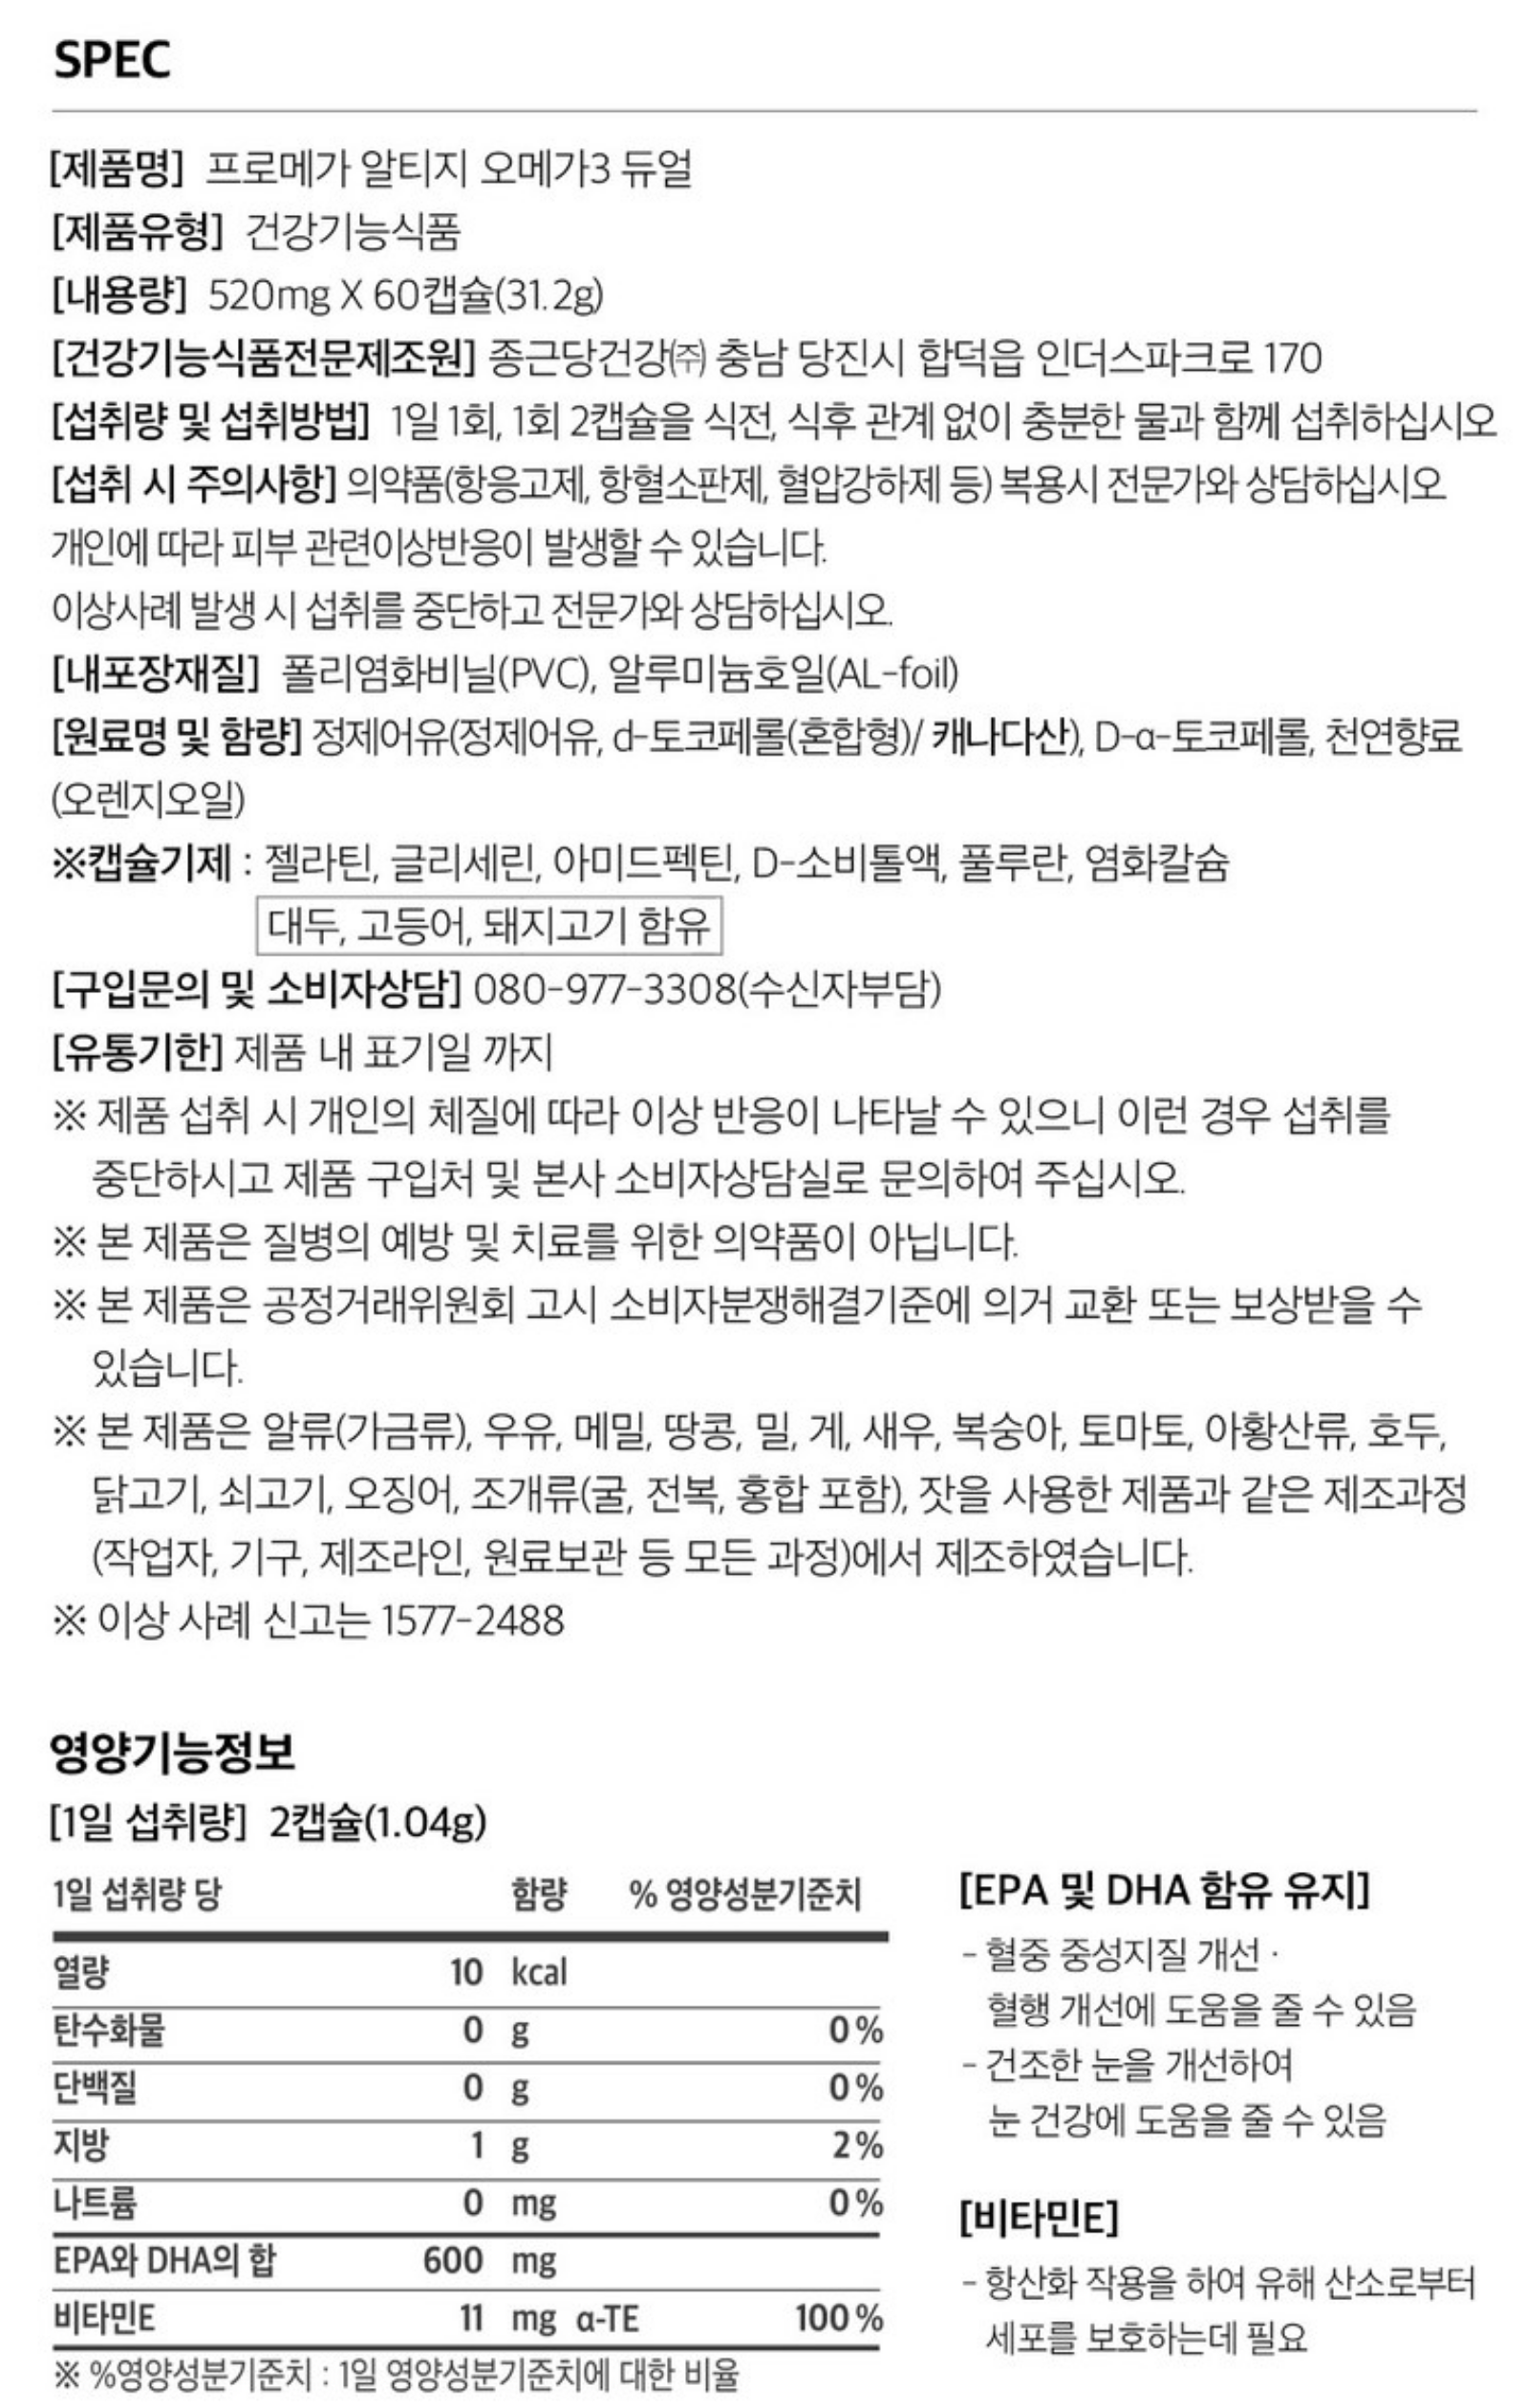 SPEC
[제품명] 프로메가 알티지 오메가3 듀얼
[제품유형] 건강기능식품
[내용량] 520mg X 60캡슐(31.2g)
[건강기능식품전문제조원] 종근당건강㈜ 충남 당진시 합덕읍 인더스파크로 170
[섭취량 및 섭취방법] 1일 1회, 1회 2캡슐을 식전, 식후 관계 없이 충분한 물과 함께 섭취하십시오
[섭취 시 주의사항] 의약품(항응고제, 항혈소판제, 혈압강하제 등) 복용시 전문가와 상담하십시오
개인에 따라 피부 관련이상반응이 발생할 수 있습니다.
이상사례 발생 시 섭취를 중단하고 전문가와 상담하십시오.
[내포장재질] 폴리염화비닐(PVC), 알루미늄호일(AL-foil)
[원료명 및 함량] 정제어유(정제어유, d-토코페롤(혼합형)/ 캐나다산), D-α-토코페롤, 천연향료
(오렌지오일)
※캡슐기제 : 젤라틴, 글리세린, 아미드펙틴, D-소비톨액, 풀루란, 염화칼슘
대두, 고등어, 돼지고기 함유
[구입문의 및 소비자상담] 080-977-3308(수신자부담)
[유통기한] 제품 내 표기일 까지
※ 제품 섭취 시 개인의 체질에 따라 이상 반응이 나타날 수 있으니 이런 경우 섭취를
중단하시고 제품 구입처 및 본사 소비자상담실로 문의하여 주십시오.
※ 본 제품은 질병의 예방 및 치료를 위한 의약품이 아닙니다.
※ 본 제품은 공정거래위원회 고시 소비자분쟁해결기준에 의거 교환 또는 보상받을 수
있습니다.
※ 본 제품은 알류(가금류), 우유, 메밀, 땅콩, 밀, 게, 새우, 복숭아, 토마토, 아황산류, 호두,
닭고기, 쇠고기, 오징어, 조개류(굴, 전복, 홍합 포함), 잣을 사용한 제품과 같은 제조과정
(작업자, 기구, 제조라인, 원료보관 등 모든 과정)에서 제조하였습니다.
※ 이상 사례 신고는 1577-2488
영양기능정보
[1일 섭취량] 2캡슐(1.04g)
1일 섭취량 당 함량 % 영양성분기준치
열량 10 kcal
탄수화물 0 g 0%
단백질 0 g 0%
지방 1 g 2%
나트륨 0 mg 0%
EPA와 DHA의 합 600 mg
비타민E 11 mg α-TE 100%
※ %영양성분기준치 : 1일 영양성분기준치에 대한 비율
[EPA 및 DHA 함유 유지]
- 혈중 중성지질 개선 ·
혈행 개선에 도움을 줄 수 있음
- 건조한 눈을 개선하여
눈 건강에 도움을 줄 수 있음
[비타민E]
- 항산화 작용을 하여 유해 산소로부터
세포를 보호하는데 필요